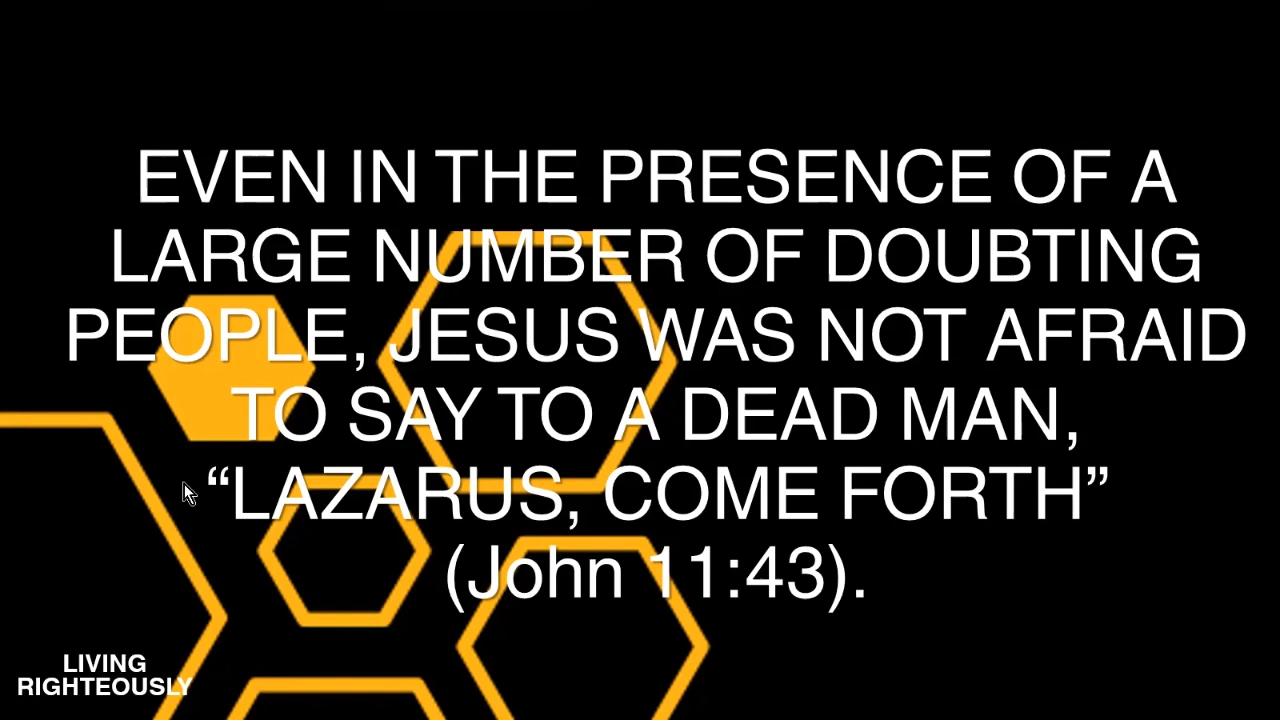 EVEN IN THE PRESENCE OF A
LARGE NUMBER OF DOUBTING
PEOPLE, JESUS WAS NOT AFRAID
TO SAY TO A DEAD MAN,
“LAZARUS, COME FORTH”
(John 11:43).
LIVING
RIGHTEOUSLY